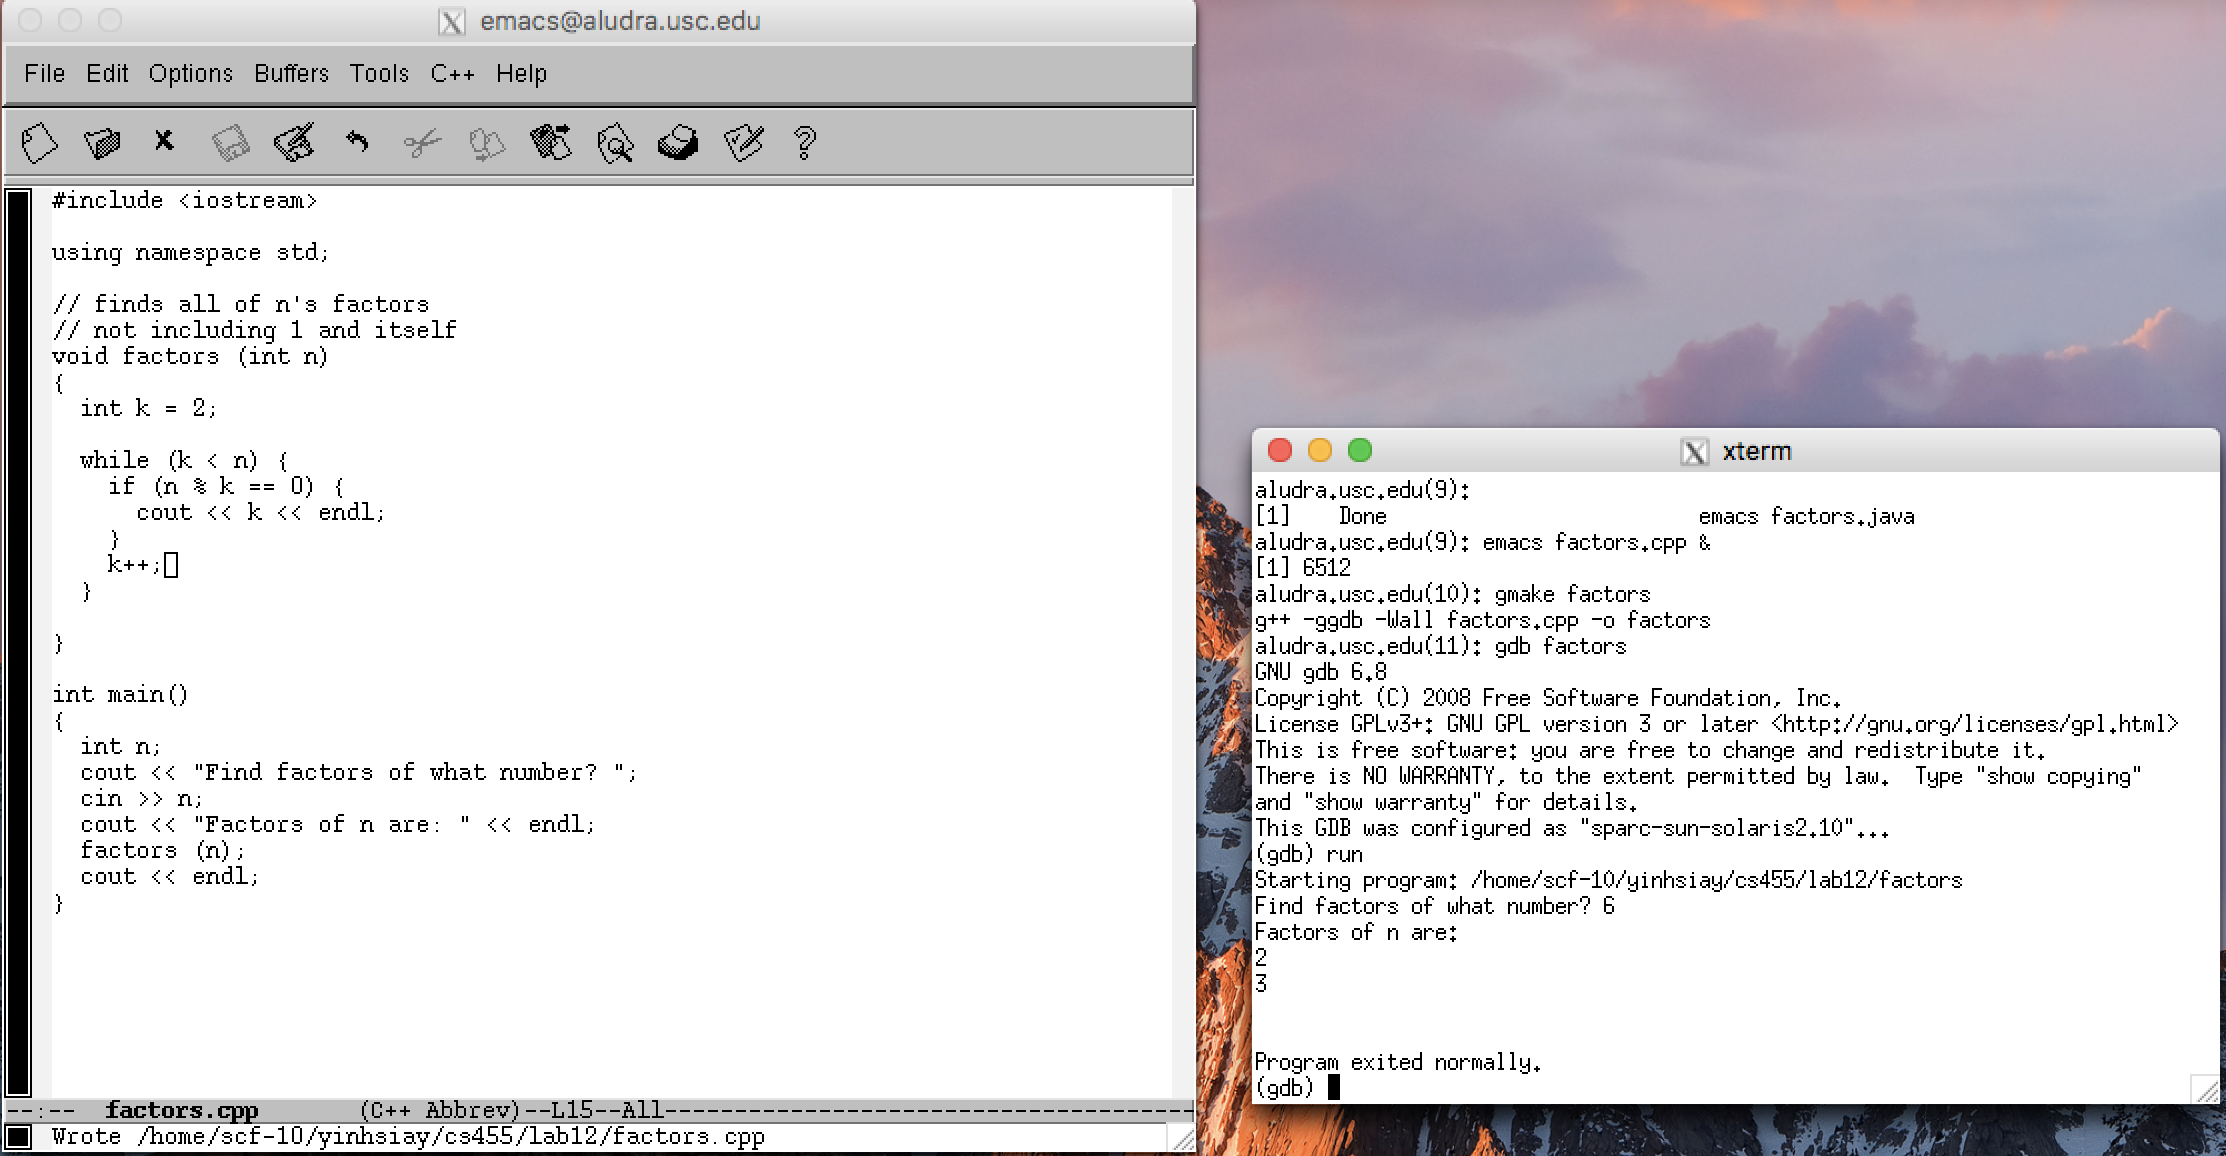 emacs@aludra.usc.edu
File Edit Options Buffers Tools C++ Help
#include <iostream>
using namespace std;
// finds all of n's factors
// not including 1 and itself
void factors (int n)
{
  int k = 2;
  while (k < n) {
    if (n % k == 0) {
      cout << k << endl;
    }
    k++;
  }
}
int main()
{
  int n;
  cout << "Find factors of what number? ";
  cin >> n;
  cout << "Factors of n are: " << endl;
  factors (n);
  cout << endl;
}
--:-- factors.cpp (C++ Abbrev)--L15--All--------------------------------------
Wrote /home/scf-10/yinhsiay/cs455/lab12/factors.cpp
xterm
aludra.usc.edu(9):
[1] Done emacs factors.java
aludra.usc.edu(9): emacs factors.cpp &
[1] 6512
aludra.usc.edu(10): gmake factors
g++ -ggdb -Wall factors.cpp -o factors
aludra.usc.edu(11): gdb factors
GNU gdb 6.8
Copyright (C) 2008 Free Software Foundation, Inc.
License GPLv3+: GNU GPL version 3 or later <http://gnu.org/licenses/gpl.html>
This is free software: you are free to change and redistribute it.
There is NO WARRANTY, to the extent permitted by law.  Type "show copying"
and "show warranty" for details.
This GDB was configured as "sparc-sun-solaris2.10"...
(gdb) run
Starting program: /home/scf-10/yinhsiay/cs455/lab12/factors
Find factors of what number? 6
Factors of n are:
2
3
Program exited normally.
(gdb)